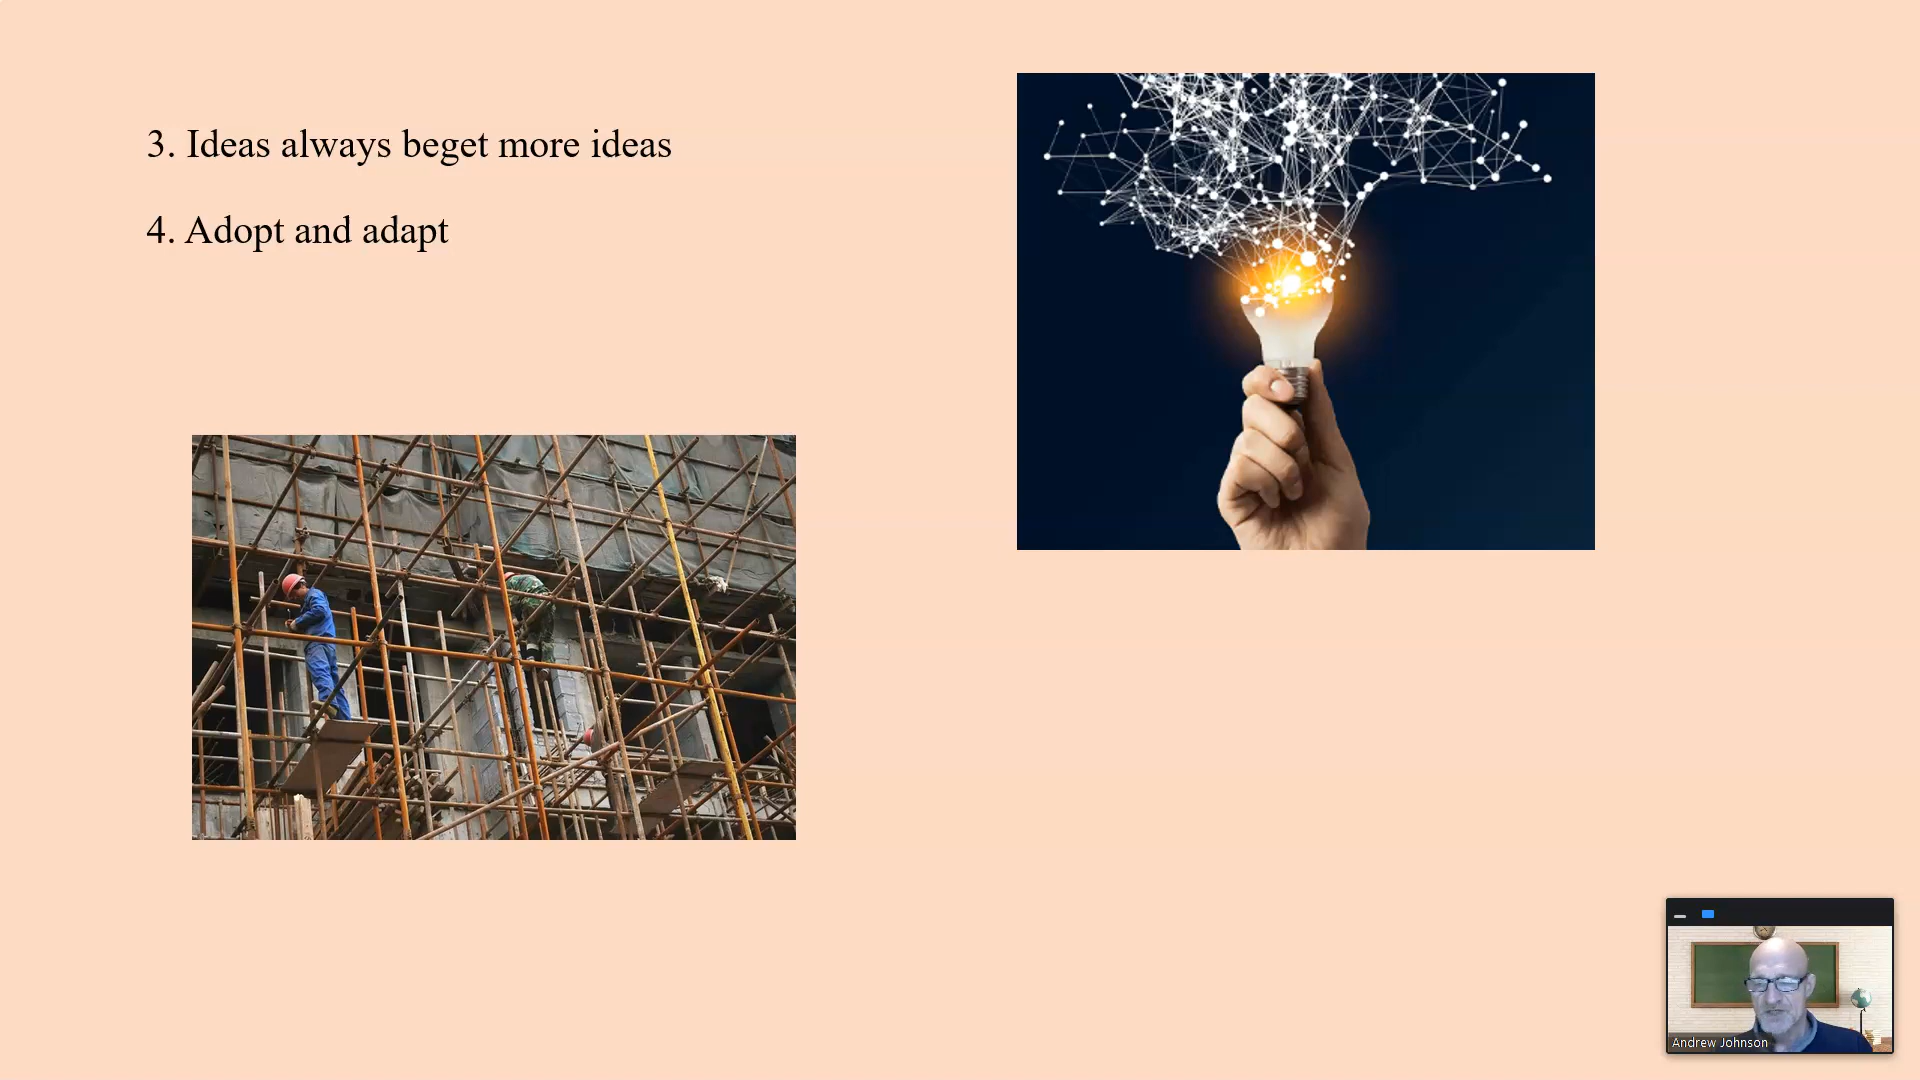 3. Ideas always beget more ideas
4. Adopt and adapt
Andrew Johnson